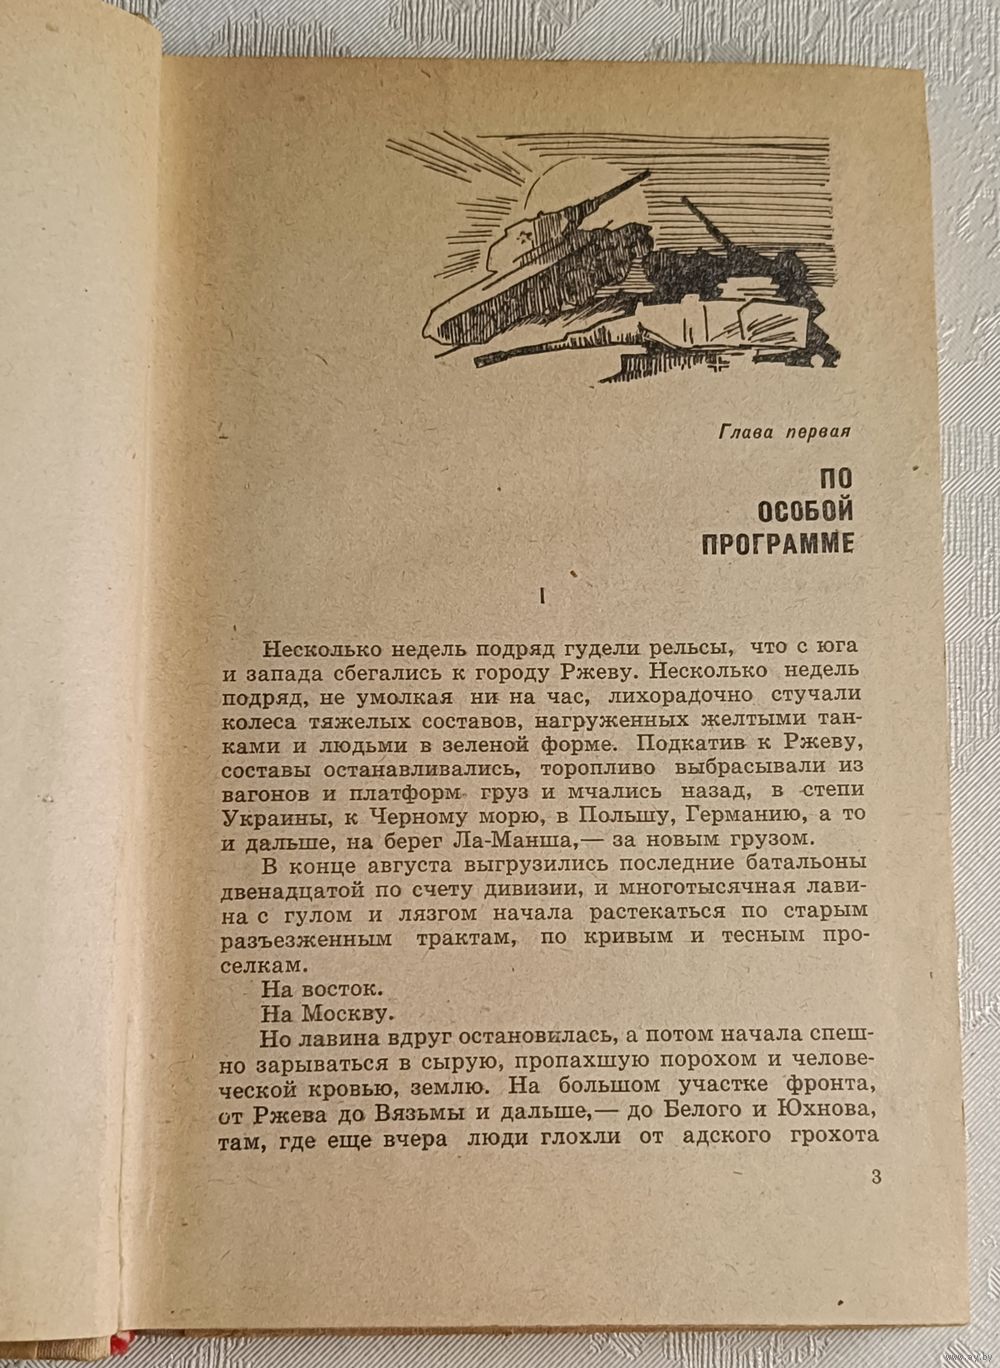 Глава первая
ПО
ОСОБОЙ
ПРОГРАММЕ
I
Несколько недель подряд гудели рельсы, что с юга
и запада сбегались к городу Ржеву. Несколько недель
подряд, не умолкая ни на час, лихорадочно стучали
колеса тяжелых составов, нагруженных желтыми тан-
ками и людьми в зеленой форме. Подкатив к Ржеву,
составы останавливались, торопливо выбрасывали из
вагонов и платформ груз и мчались назад, в степи
Украины, к Черному морю, в Польшу, Германию, а то
и дальше, на берег Ла-Манша,— за новым грузом.
В конце августа выгрузились последние батальоны
двенадцатой по счету дивизии, и многотысячная лави-
на с гулом и лязгом начала растекаться по старым
разъезженным трактам, по кривым и тесным про-
селкам.
На восток.
На Москву.
Но лавина вдруг остановилась, а потом начала спеш-
но зарываться в сырую, пропахшую порохом и челове-
ческой кровью, землю. На большом участке фронта,
от Ржева до Вязьмы и дальше,— до Белого и Юхнова,
там, где еще вчера люди глохли от адского грохота
3
www.ay.by